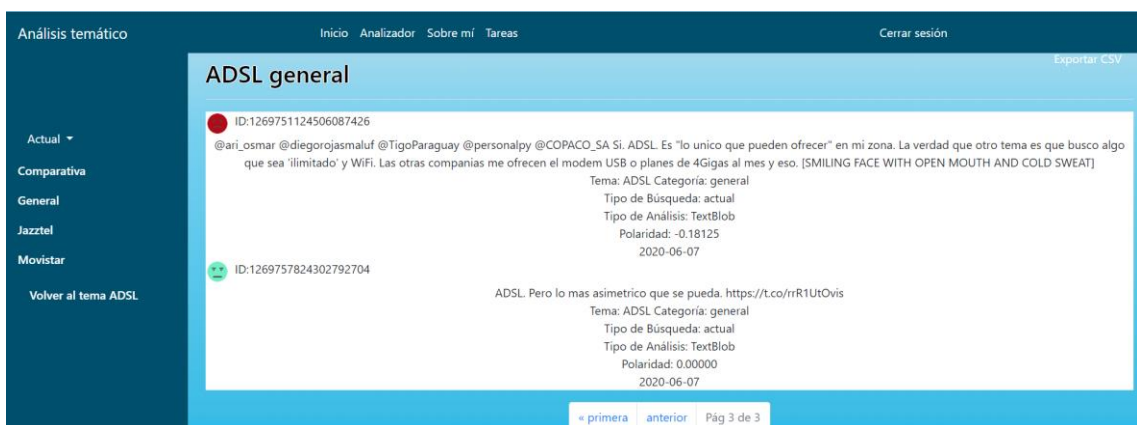 Análisis temático
Inicio Analizador Sobre mí Tareas
Cerrar sesión
Exportar CSV
ADSL general
Actual
Comparativa
General
Jazztel
Movistar
Volver al tema ADSL
ID:1269751124506087426
@ari_osmar @diegorojasmaluf @TigoParaguay @personalpy @COPACO_SA Si. ADSL. Es "lo unico que pueden ofrecer" en mi zona. La verdad que otro tema es que busco algo
que sea 'ilimitado' y WiFi. Las otras companias me ofrecen el modem USB o planes de 4Gigas al mes y eso. [SMILING FACE WITH OPEN MOUTH AND COLD SWEAT]
Tema: ADSL Categoría: general
Tipo de Búsqueda: actual
Tipo de Análisis: TextBlob
Polaridad: -0.18125
2020-06-07
ID:1269757824302792704
ADSL. Pero lo mas asimetrico que se pueda. https://t.co/rrR1UtOvis
Tema: ADSL Categoría: general
Tipo de Búsqueda: actual
Tipo de Análisis: TextBlob
Polaridad: 0.00000
2020-06-07
« primera anterior Pág 3 de 3